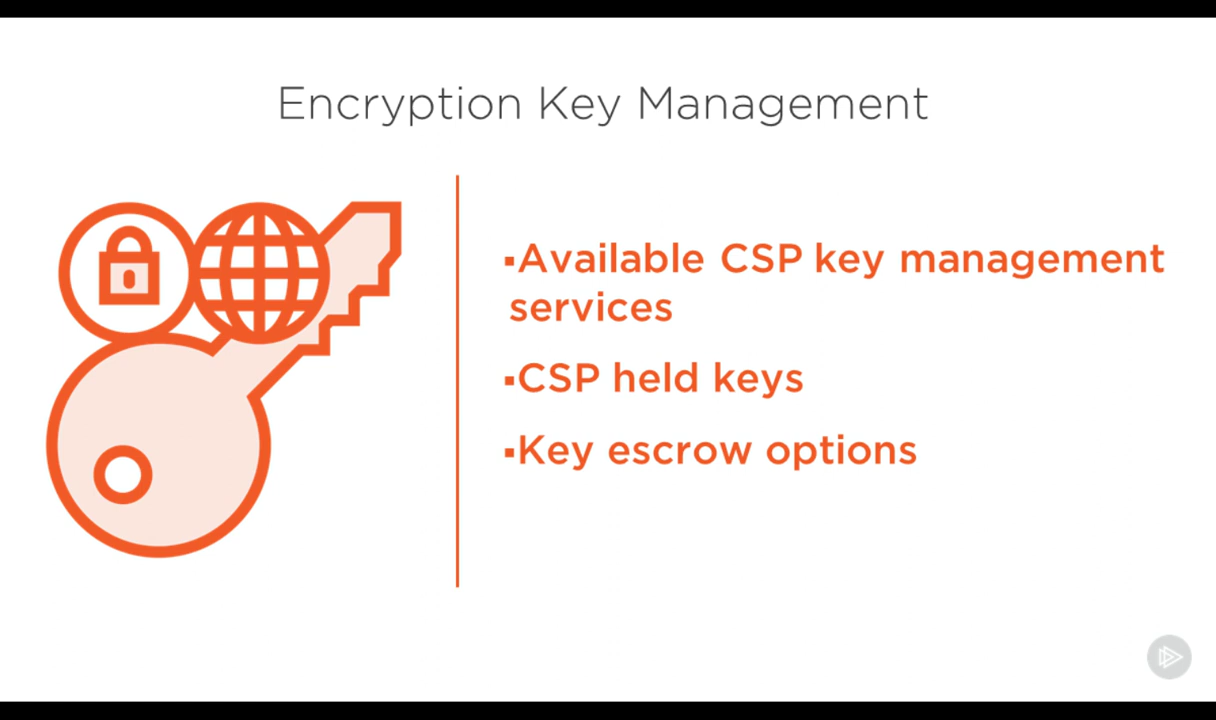 Encryption Key Management
▪Available CSP key management
services
▪CSP held keys
▪Key escrow options